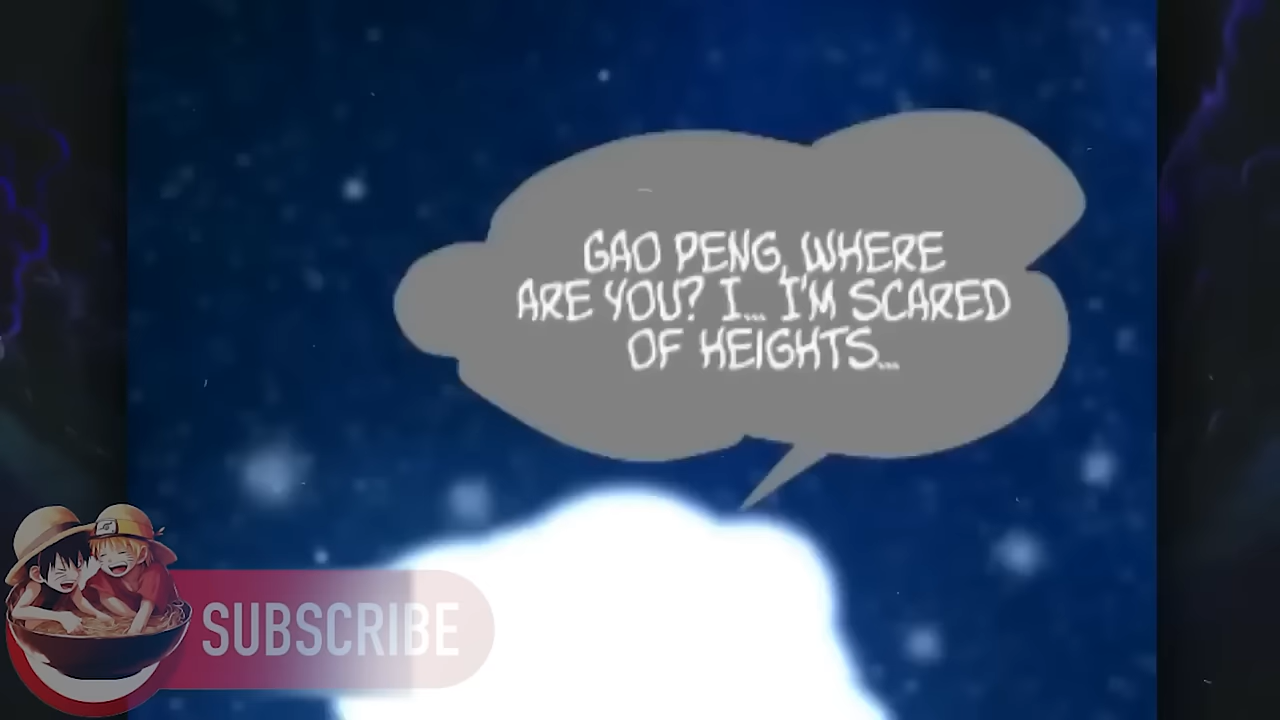 GAO PENG, WHERE
ARE YOU? I... I'M SCARED
OF HEIGHTS...
SUBSCRIBE